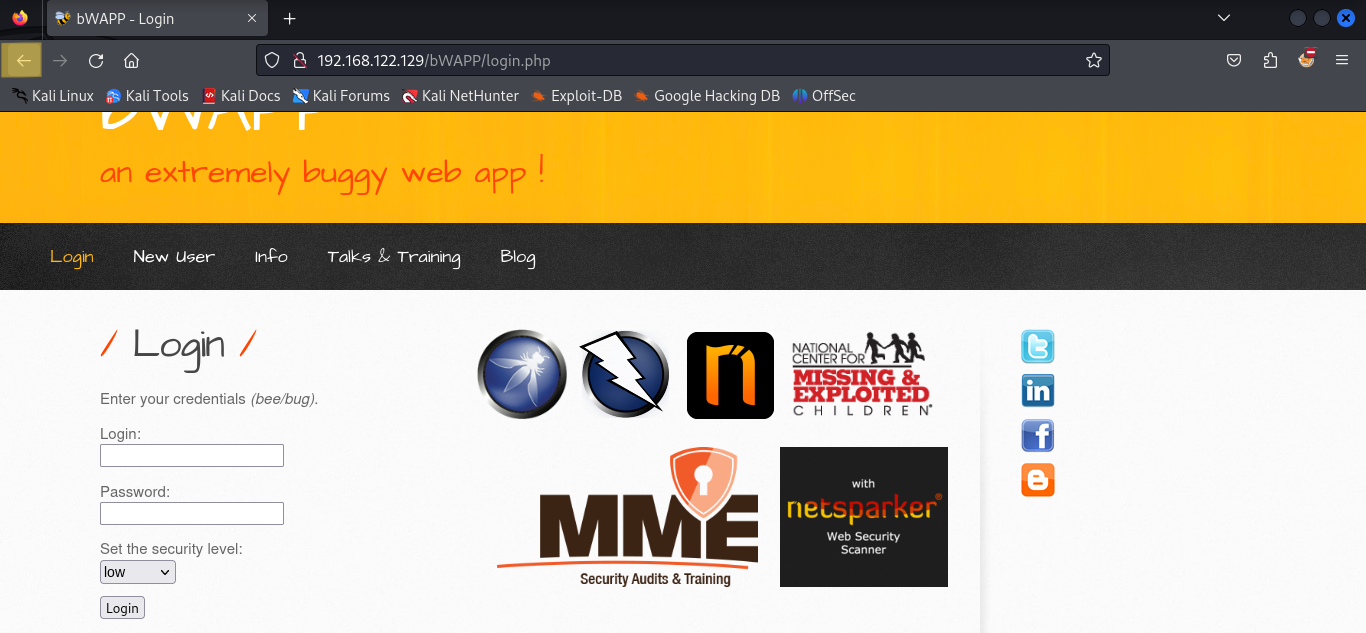 bWAPP - Login
192.168.122.129/bWAPP/login.php
Kali Linux Kali Tools Kali Docs Kali Forums Kali NetHunter Exploit-DB Google Hacking DB OffSec
bWAPP
an extremely buggy web app !
Login New User Info Talks & Training Blog
/ Login /
Enter your credentials (bee/bug).
Login:
Password:
Set the security level:
low
Login
NATIONAL
CENTER FOR
MISSING &
EXPLOITED
CHILDREN®
MME
Security Audits & Training
with
netsparker®
Web Security
Scanner